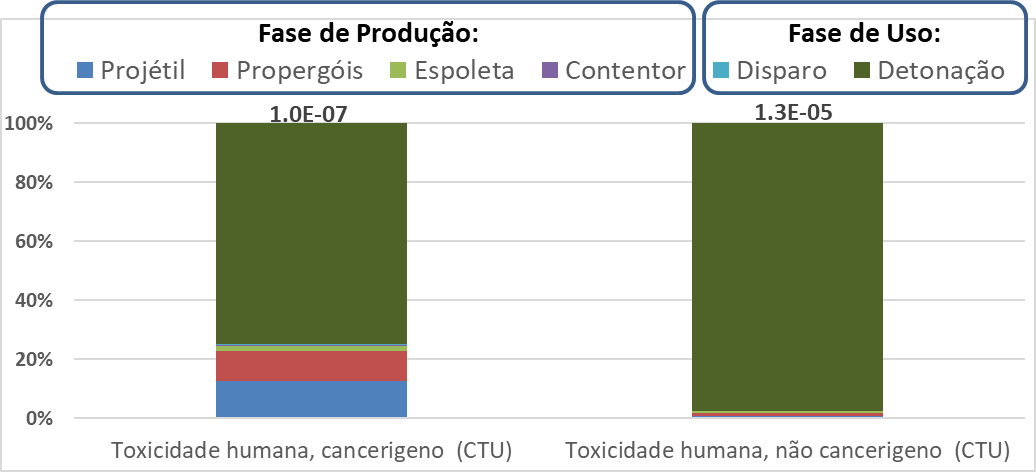 Fase de Produção:
Projétil Propergóis Espoleta Contentor
Fase de Uso:
Disparo Detonação
1.0E-07
1.3E-05
100%
80%
60%
40%
20%
0%
Toxicidade humana, cancerigeno (CTU)
Toxicidade humana, não cancerigeno (CTU)